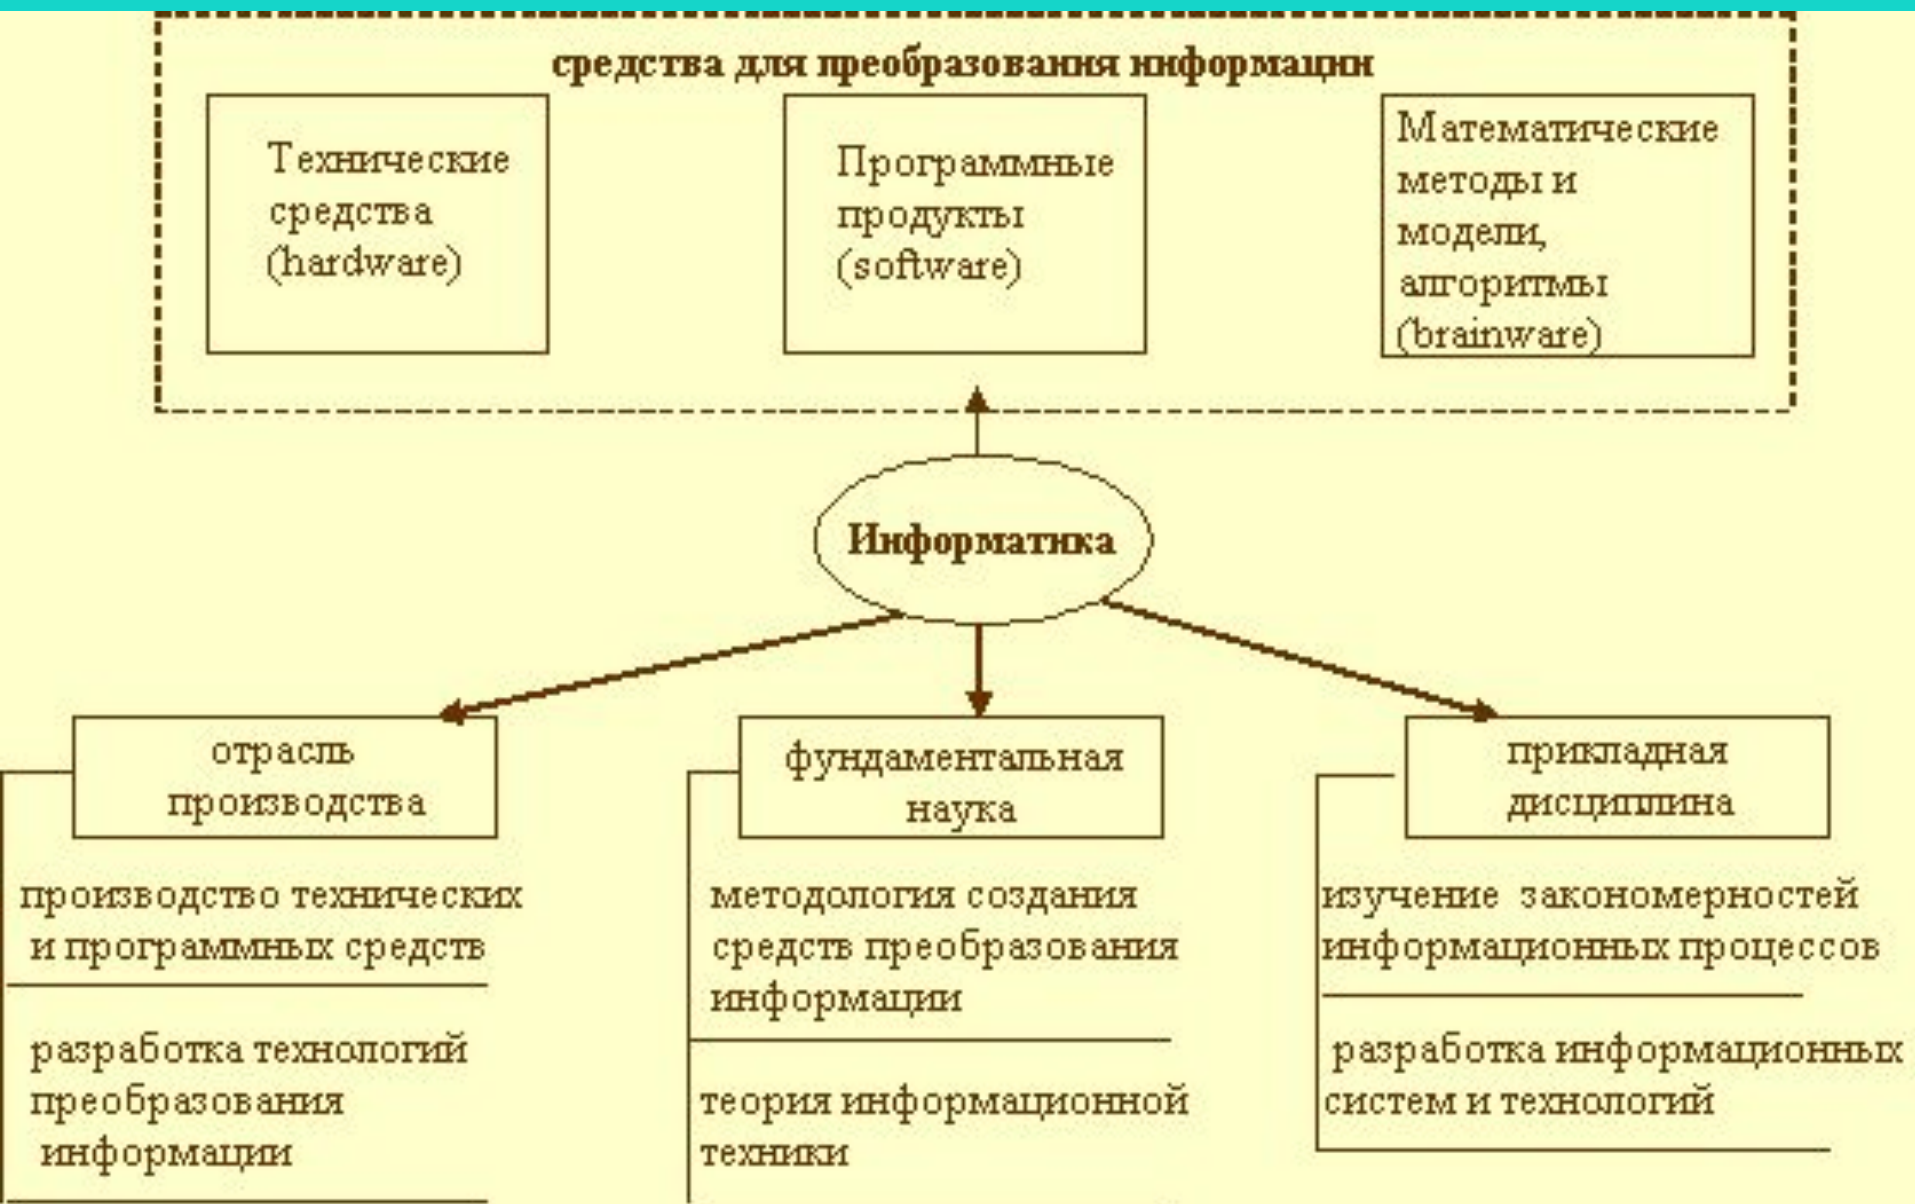 средства для преобразования информации
Технические
средства
(hardware)
Программные
продукты
(software)
Математические
методы и
модели,
алгоритмы
(brainware)
Информатика
отрасль
производства
производство технических
и программных средств
разработка технологий
преобразования
информации
фундаментальная
наука
методология создания
средств преобразования
информации
теория информационной
техники
прикладная
дисциплина
изучение закономерностей
информационных процессов
разработка информационных
систем и технологий